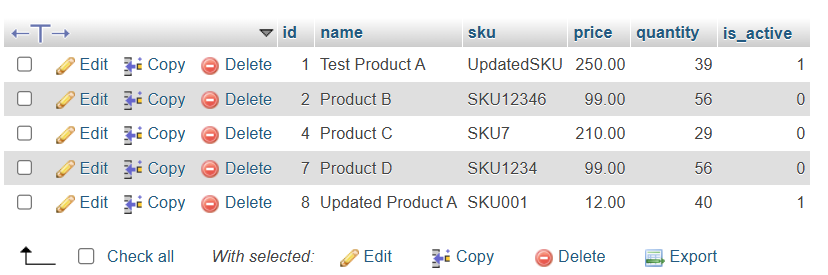 id name sku price quantity is_active
Edit Copy Delete 1 Test Product A UpdatedSKU 250.00 39 1
Edit Copy Delete 2 Product B SKU12346 99.00 56 0
Edit Copy Delete 4 Product C SKU7 210.00 29 0
Edit Copy Delete 7 Product D SKU1234 99.00 56 0
Edit Copy Delete 8 Updated Product A SKU001 12.00 40 1
Check all With selected: Edit Copy Delete Export